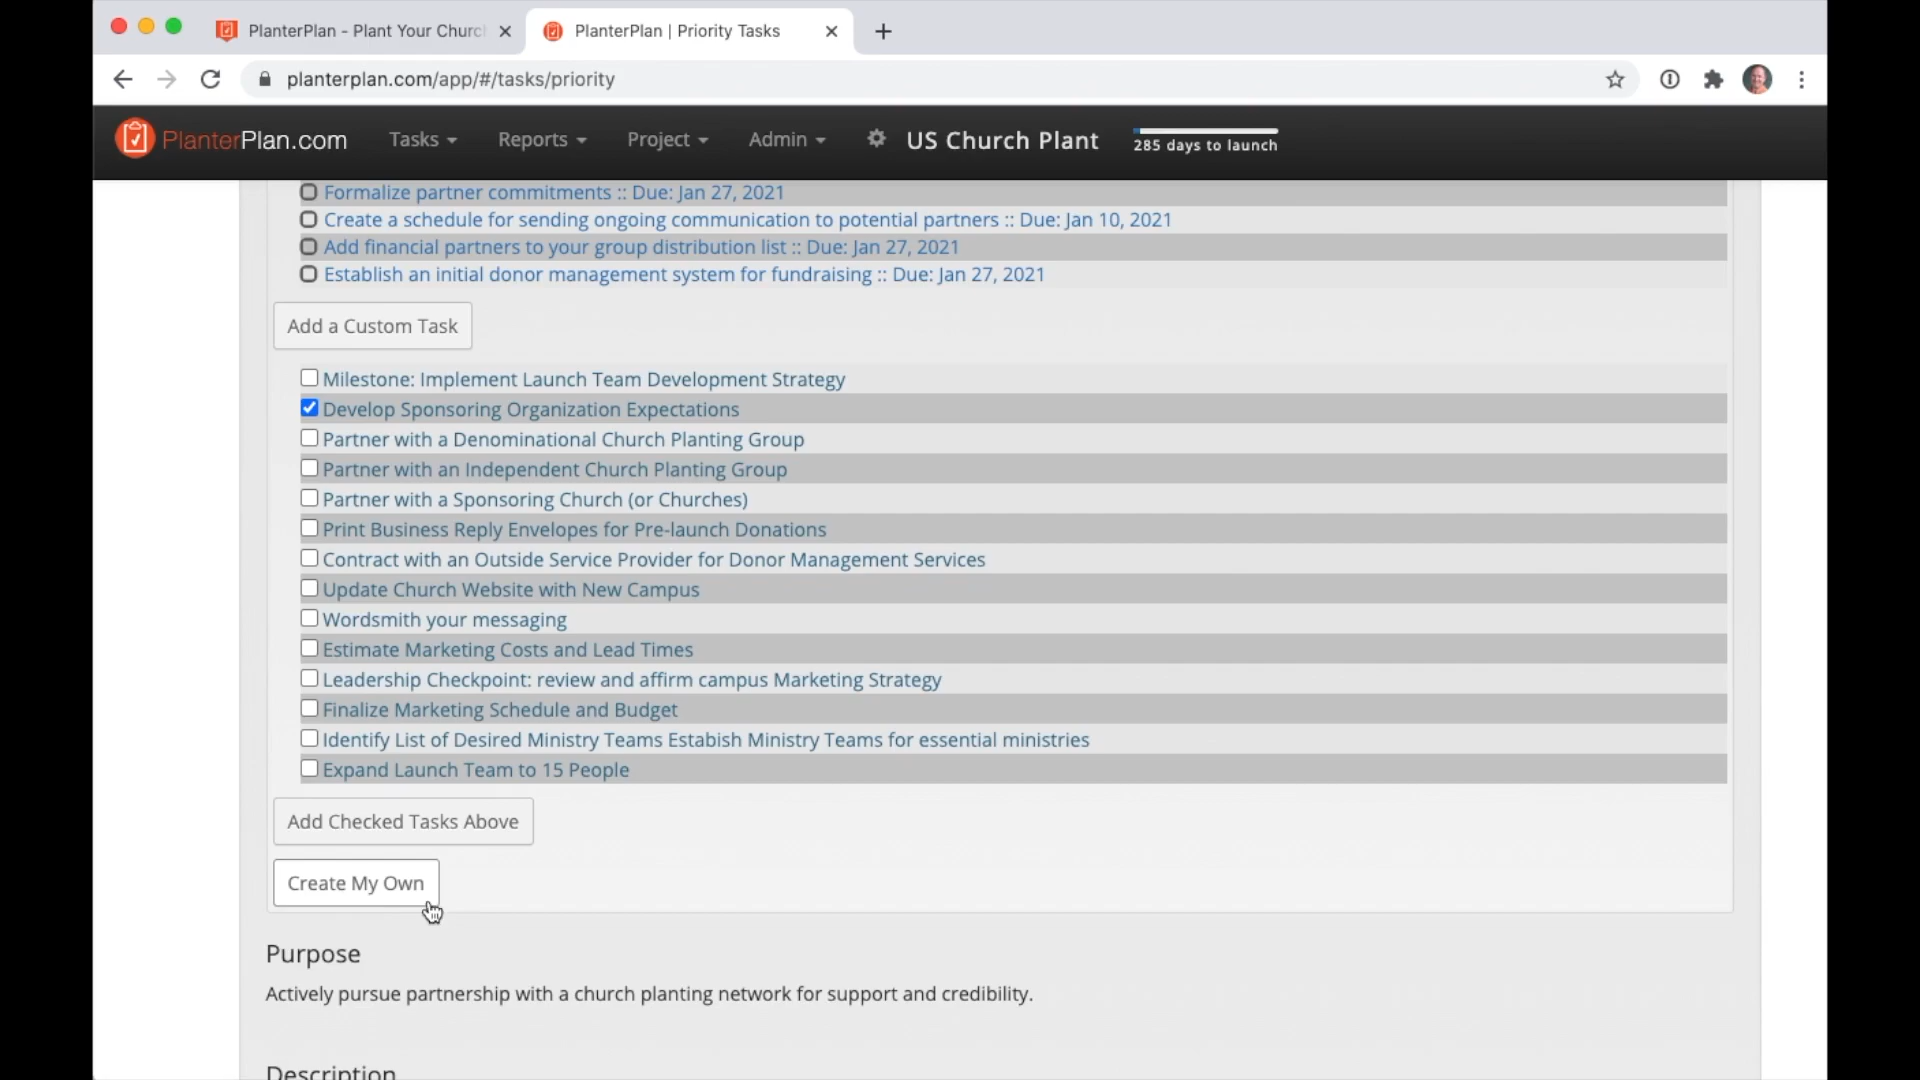 PlanterPlan - Plant Your Churc
PlanterPlan | Priority Tasks
planterplan.com/app/#/tasks/priority
PlanterPlan.com
Tasks
Reports
Project
Admin
US Church Plant
285 days to launch
Formalize partner commitments :: Due: Jan 27, 2021
Create a schedule for sending ongoing communication to potential partners :: Due: Jan 10, 2021
Add financial partners to your group distribution list :: Due: Jan 27, 2021
Establish an initial donor management system for fundraising :: Due: Jan 27, 2021
Add a Custom Task
Milestone: Implement Launch Team Development Strategy
Develop Sponsoring Organization Expectations
Partner with a Denominational Church Planting Group
Partner with an Independent Church Planting Group
Partner with a Sponsoring Church (or Churches)
Print Business Reply Envelopes for Pre-launch Donations
Contract with an Outside Service Provider for Donor Management Services
Update Church Website with New Campus
Wordsmith your messaging
Estimate Marketing Costs and Lead Times
Leadership Checkpoint: review and affirm campus Marketing Strategy
Finalize Marketing Schedule and Budget
Identify List of Desired Ministry Teams Estabish Ministry Teams for essential ministries
Expand Launch Team to 15 People
Add Checked Tasks Above
Create My Own
Purpose
Actively pursue partnership with a church planting network for support and credibility.
Description